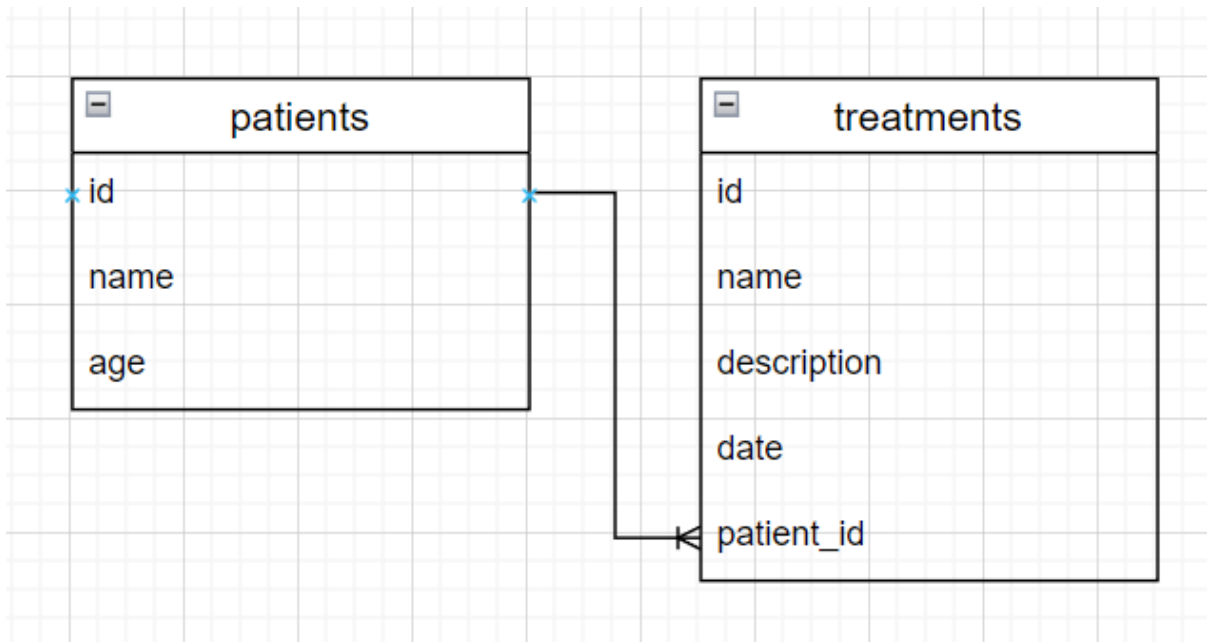 patients
id
name
age
treatments
id
name
description
date
patient_id